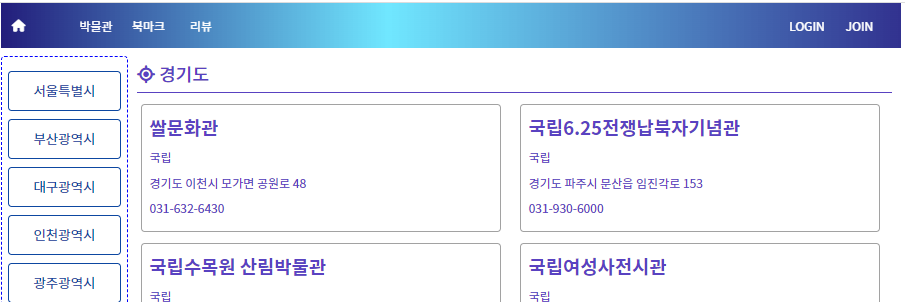 박물관 북마크 리뷰 LOGIN JOIN
서울특별시
부산광역시
대구광역시
인천광역시
광주광역시
경기도
쌀문화관
국립
경기도 이천시 모가면 공원로 48
031-632-6430
국립6.25전쟁납북자기념관
국립
경기도 파주시 문산읍 임진각로 153
031-930-6000
국립수목원 산림박물관
국립
국립여성사전시관
국립